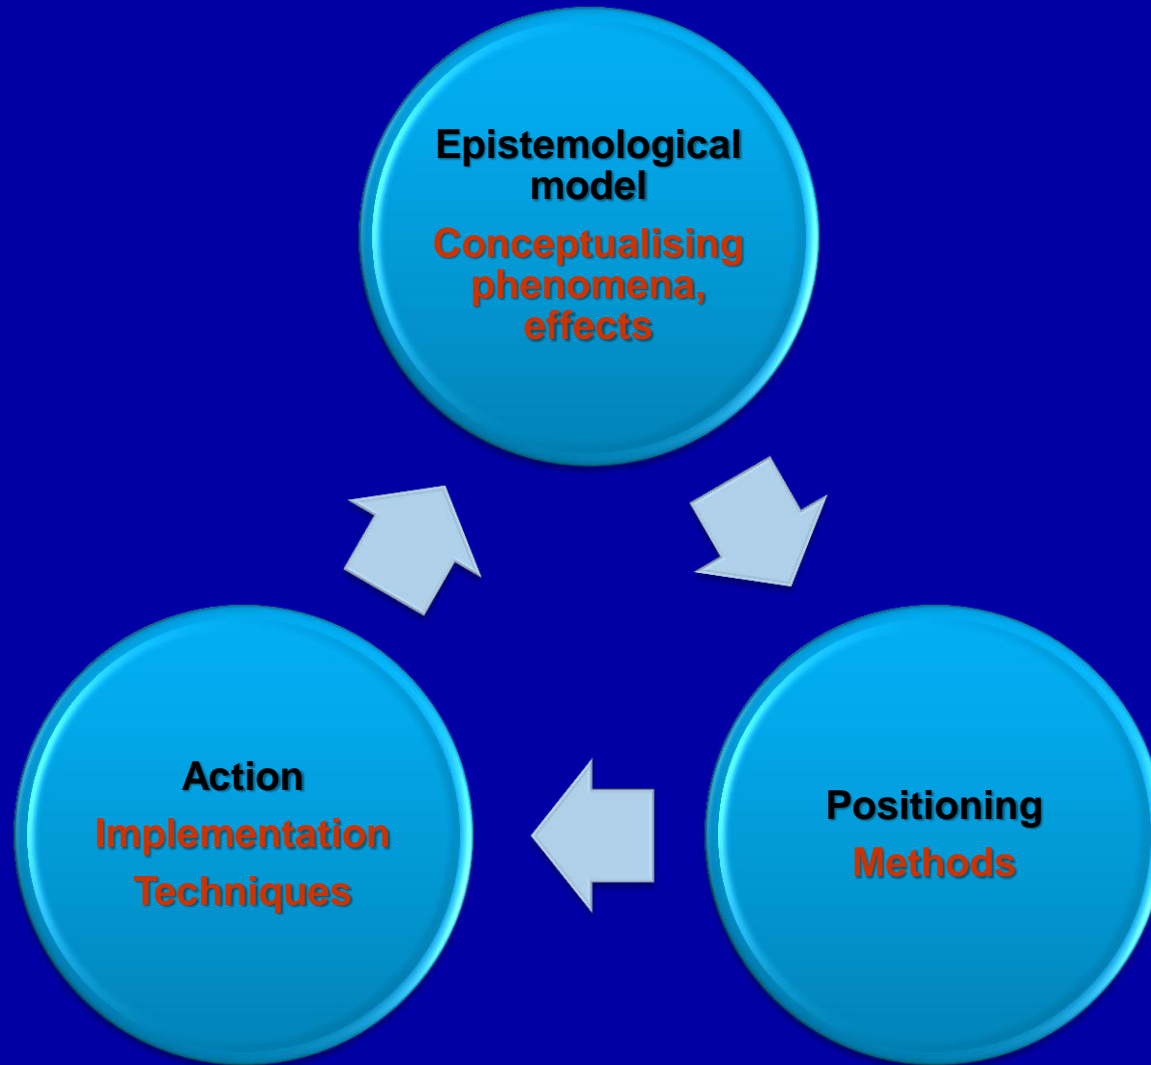 Epistemological
model
Conceptualising
phenomena,
effects
Action
Implementation
Techniques
Positioning
Methods